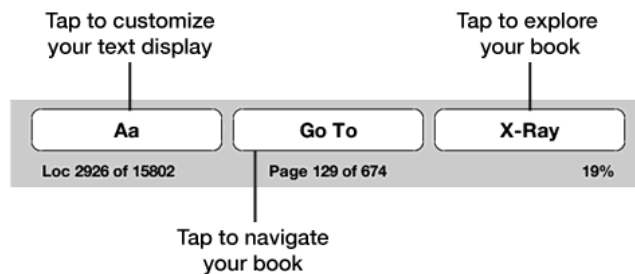 Tap to customize
your text display
Tap to explore
your book
Aa
Go To
X-Ray
Loc 2926 of 15802
Page 129 of 674
19%
Tap to navigate
your book